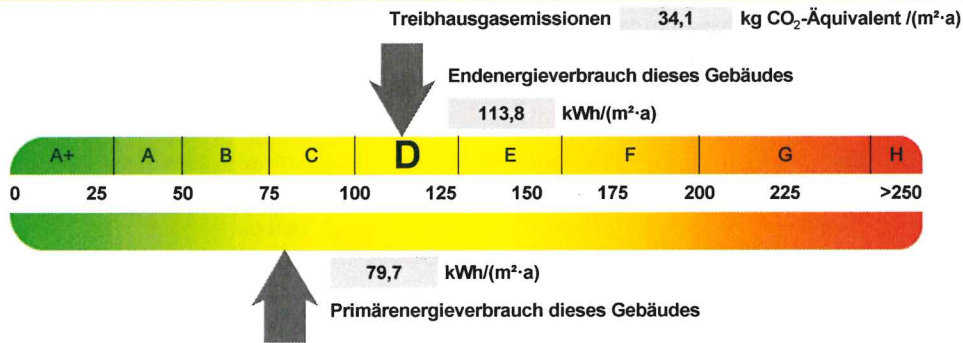 Treibhausgasemissionen 34,1 kg CO₂-Äquivalent /(m²·a)
Endenergieverbrauch dieses Gebäudes
113,8 kWh/(m²·a)
A+ A B C D E F G H
0 25 50 75 100 125 150 175 200 225 >250
79,7 kWh/(m²·a)
Primärenergieverbrauch dieses Gebäudes